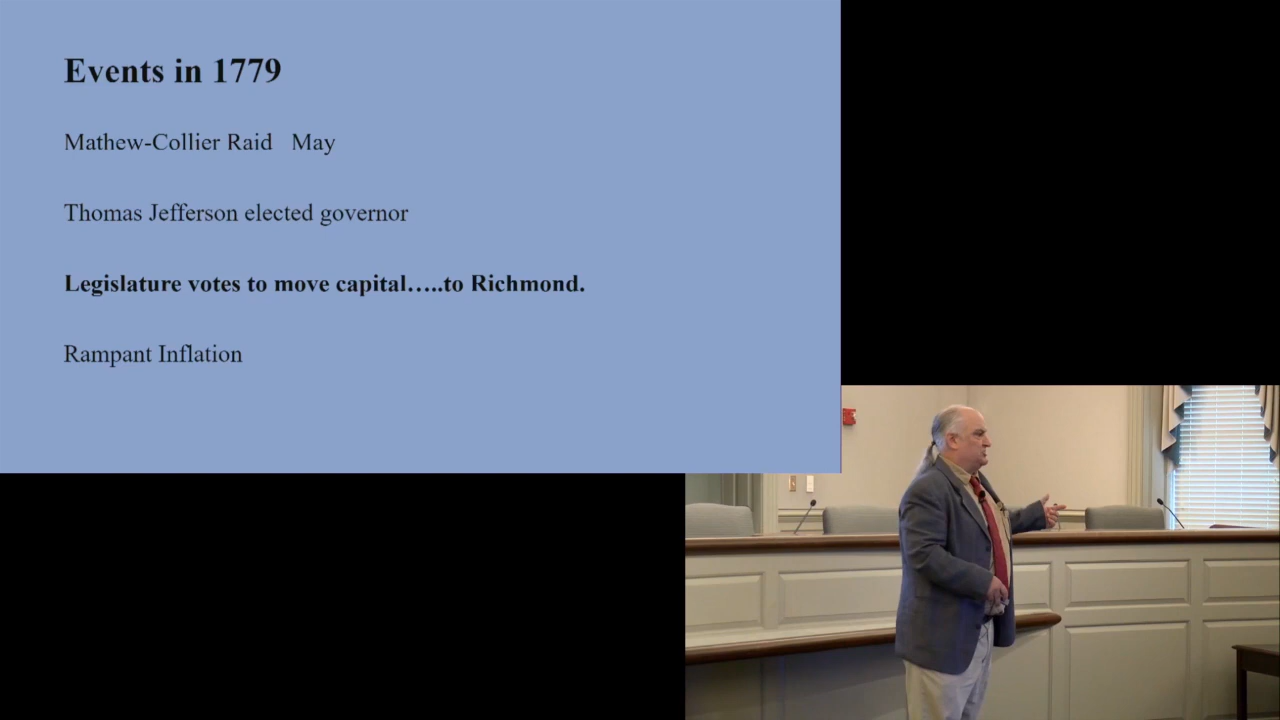 Events in 1779
Mathew-Collier Raid May
Thomas Jefferson elected governor
Legislature votes to move capital…..to Richmond.
Rampant Inflation